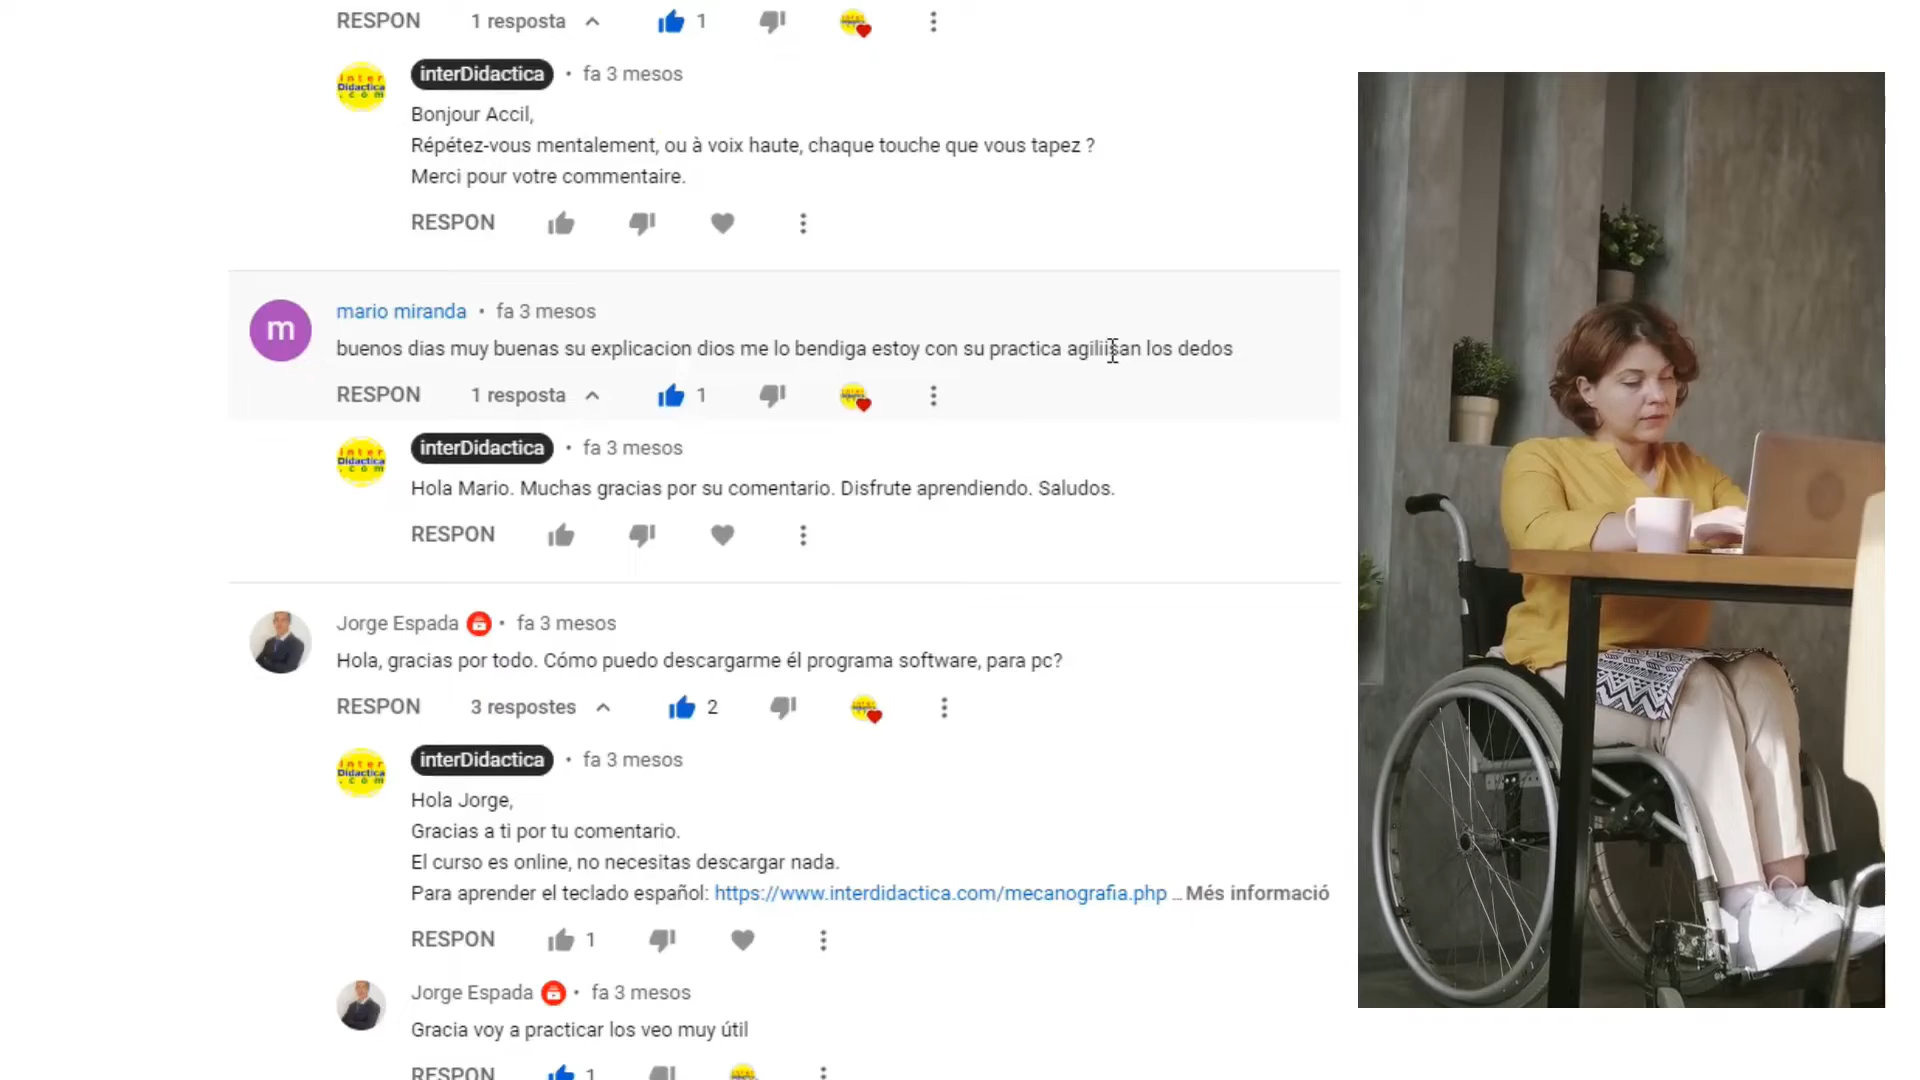 RESPON 1 resposta 1
interDidactica • fa 3 mesos
Bonjour Accil,
Répétez-vous mentalement, ou à voix haute, chaque touche que vous tapez ?
Merci pour votre commentaire.
RESPON
m
mario miranda • fa 3 mesos
buenos dias muy buenas su explicacion dios me lo bendiga estoy con su practica agiliisan los dedos
RESPON 1 resposta 1
interDidactica • fa 3 mesos
Hola Mario. Muchas gracias por su comentario. Disfrute aprendiendo. Saludos.
RESPON
Jorge Espada • fa 3 mesos
Hola, gracias por todo. Cómo puedo descargarme él programa software, para pc?
RESPON 3 respostes 2
interDidactica • fa 3 mesos
Hola Jorge,
Gracias a ti por tu comentario.
El curso es online, no necesitas descargar nada.
Para aprender el teclado español: https://www.interdidactica.com/mecanografia.php ... Més informació
RESPON 1
Jorge Espada • fa 3 mesos
Gracia voy a practicar los veo muy útil
RESPON 1